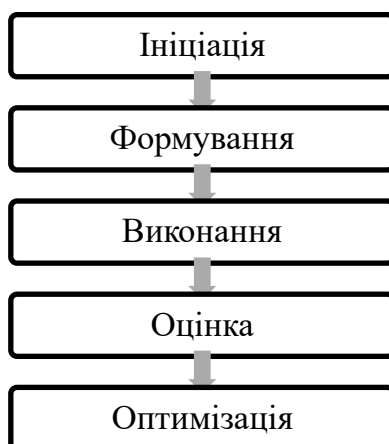 Ініціація
Формування
Виконання
Оцінка
Оптимізація